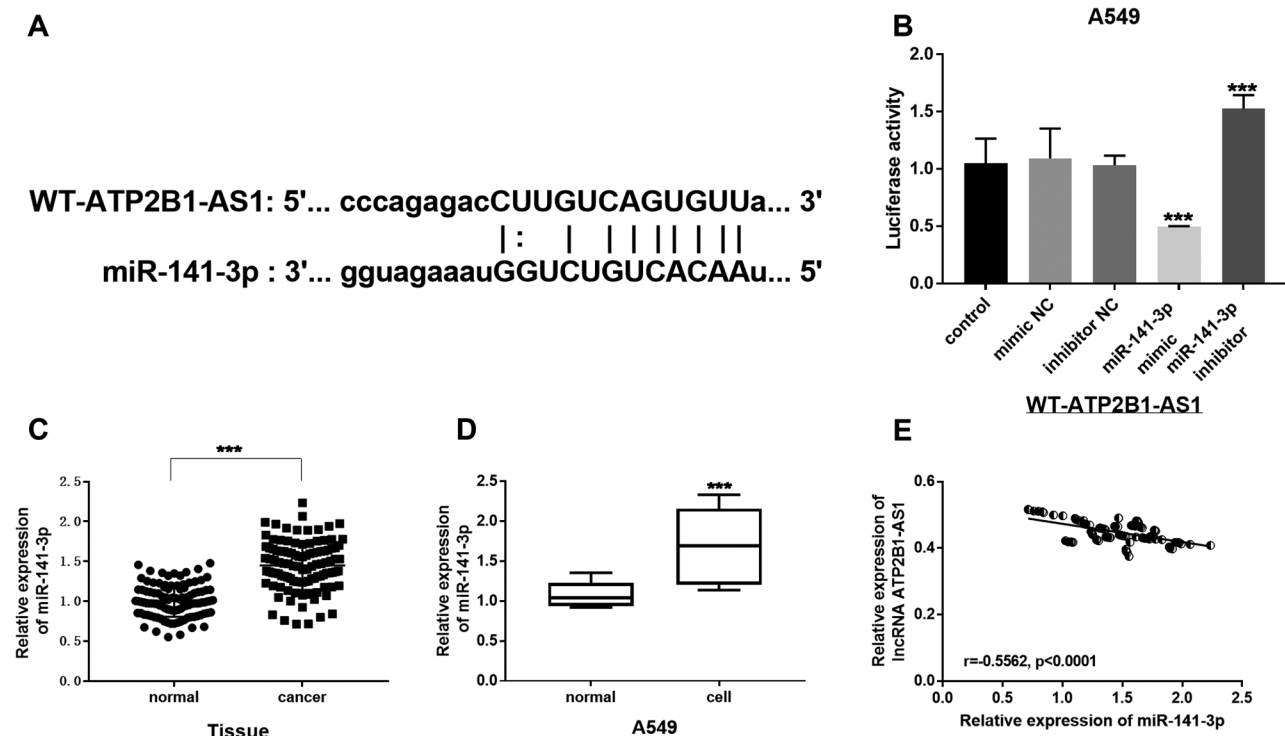 A
WT-ATP2B1-AS1: 5'... cccagagacCUUGUCAGUGUUa... 3'
miR-141-3p : 3'... gguagaaauGGUCUGUCACAAu... 5'
B
A549
Luciferase activity
2.0
1.5
1.0
0.5
0.0
***
***
control
mimic NC
inhibitor NC
miR-141-3p
mimic
miR-141-3p
inhibitor
WT-ATP2B1-AS1
C
Relative expression
of miR-141-3p
2.5
2.0
1.5
1.0
0.5
0.0
***
normal
cancer
Tissue
D
Relative expression
of miR-141-3p
2.5
2.0
1.5
1.0
0.5
0.0
***
normal
cell
A549
E
Relative expression of
lncRNA ATP2B1-AS1
0.6
0.4
0.2
0.0
r=-0.5562, p<0.0001
0.0
0.5
1.0
1.5
2.0
2.5
Relative expression of miR-141-3p